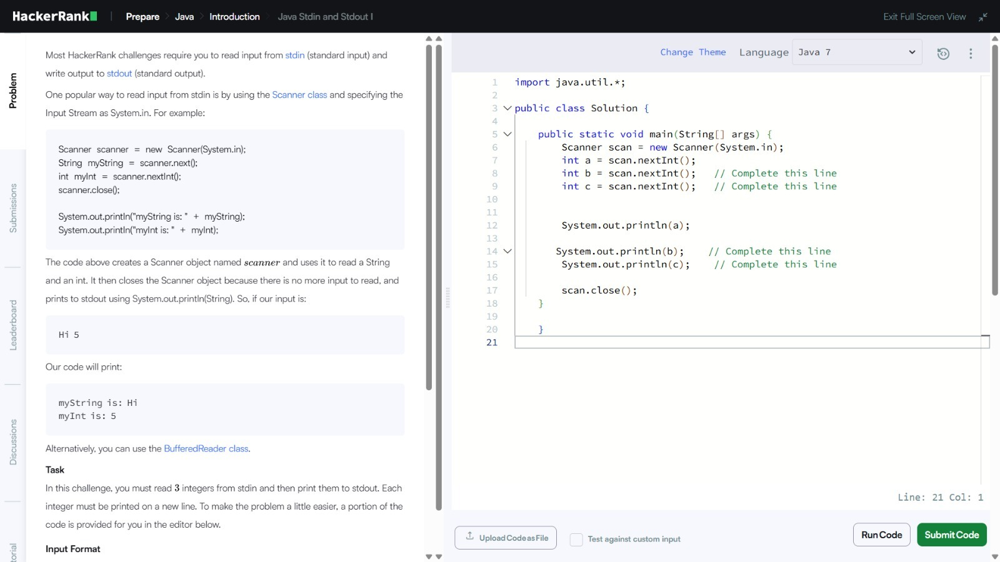 HackerRank
Prepare
Java
Introduction
Java Stdin and Stdout I
Exit Full Screen View
Problem
Submissions
Leaderboard
Discussions
torial
Most HackerRank challenges require you to read input from stdin (standard input) and
write output to stdout (standard output).
One popular way to read input from stdin is by using the Scanner class and specifying the
Input Stream as System.in. For example:
Scanner scanner = new Scanner(System.in);
String myString = scanner.next();
int myInt = scanner.nextInt();
scanner.close();
System.out.println("myString is: " + myString);
System.out.println("myInt is: " + myInt);
The code above creates a Scanner object named scanner and uses it to read a String
and an int. It then closes the Scanner object because there is no more input to read, and
prints to stdout using System.out.println(String). So, if our input is:
Hi 5
Our code will print:
myString is: Hi
myInt is: 5
Alternatively, you can use the BufferedReader class.
Task
In this challenge, you must read 3 integers from stdin and then print them to stdout. Each
integer must be printed on a new line. To make the problem a little easier, a portion of the
code is provided for you in the editor below.
Input Format
Change Theme
Language
Java 7
1 import java.util.*;
2
3 public class Solution {
4
5 public static void main(String[] args) {
6 Scanner scan = new Scanner(System.in);
7 int a = scan.nextInt();
8 int b = scan.nextInt(); // Complete this line
9 int c = scan.nextInt(); // Complete this line
10
11
12 System.out.println(a);
13
14 System.out.println(b); // Complete this line
15 System.out.println(c); // Complete this line
16
17 scan.close();
18 }
19
20 }
21
Line: 21 Col: 1
Upload Code as File
Test against custom input
Run Code
Submit Code